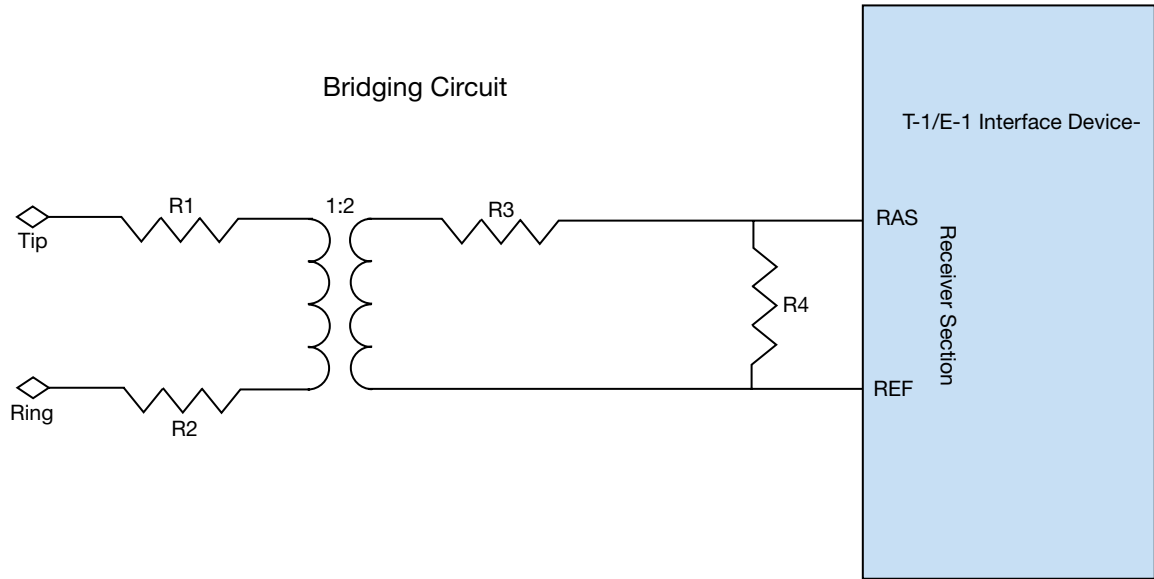 Bridging Circuit
T-1/E-1 Interface Device-
R1
1:2
R3
RAS
Tip
Receiver Section
R4
REF
Ring
R2